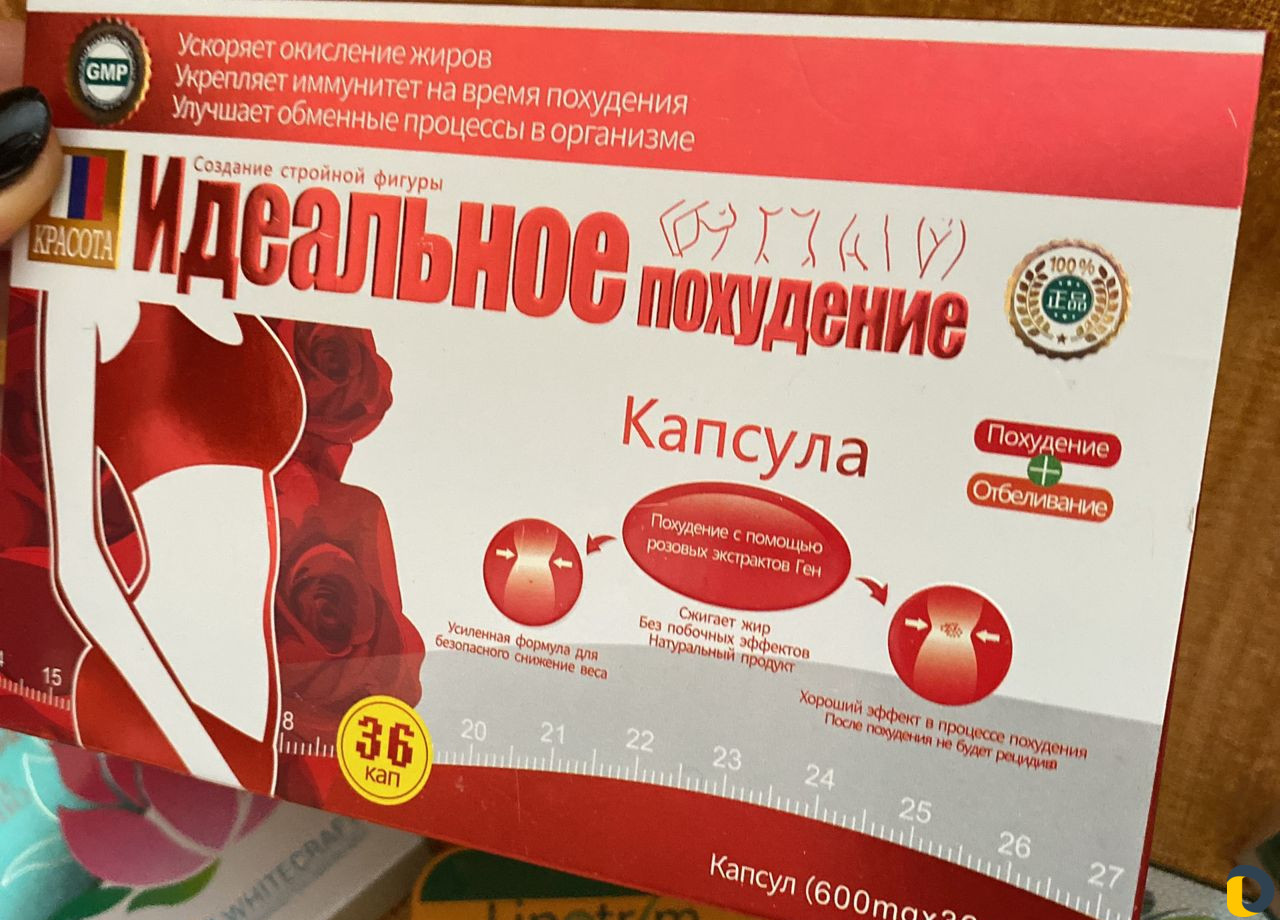 GMP
Ускоряет окисление жиров
Укрепляет иммунитет на время похудения
Улучшает обменные процессы в организме
КРАСОТА
Создание стройной фигуры
Идеальное
похудение
100%
正品
Капсула
Похудение
+
Отбеливание
Похудение с помощью
розовых экстрактов Ген
Усиленная формула для
безопасного снижение веса
Сжигает жир
Без побочных эффектов
Натуральный продукт
Хороший эффект в процессе похудения
После похудения не будет рецидива
15
8
36
кап
20
21
22
23
24
25
26
27
Капсул (600mg